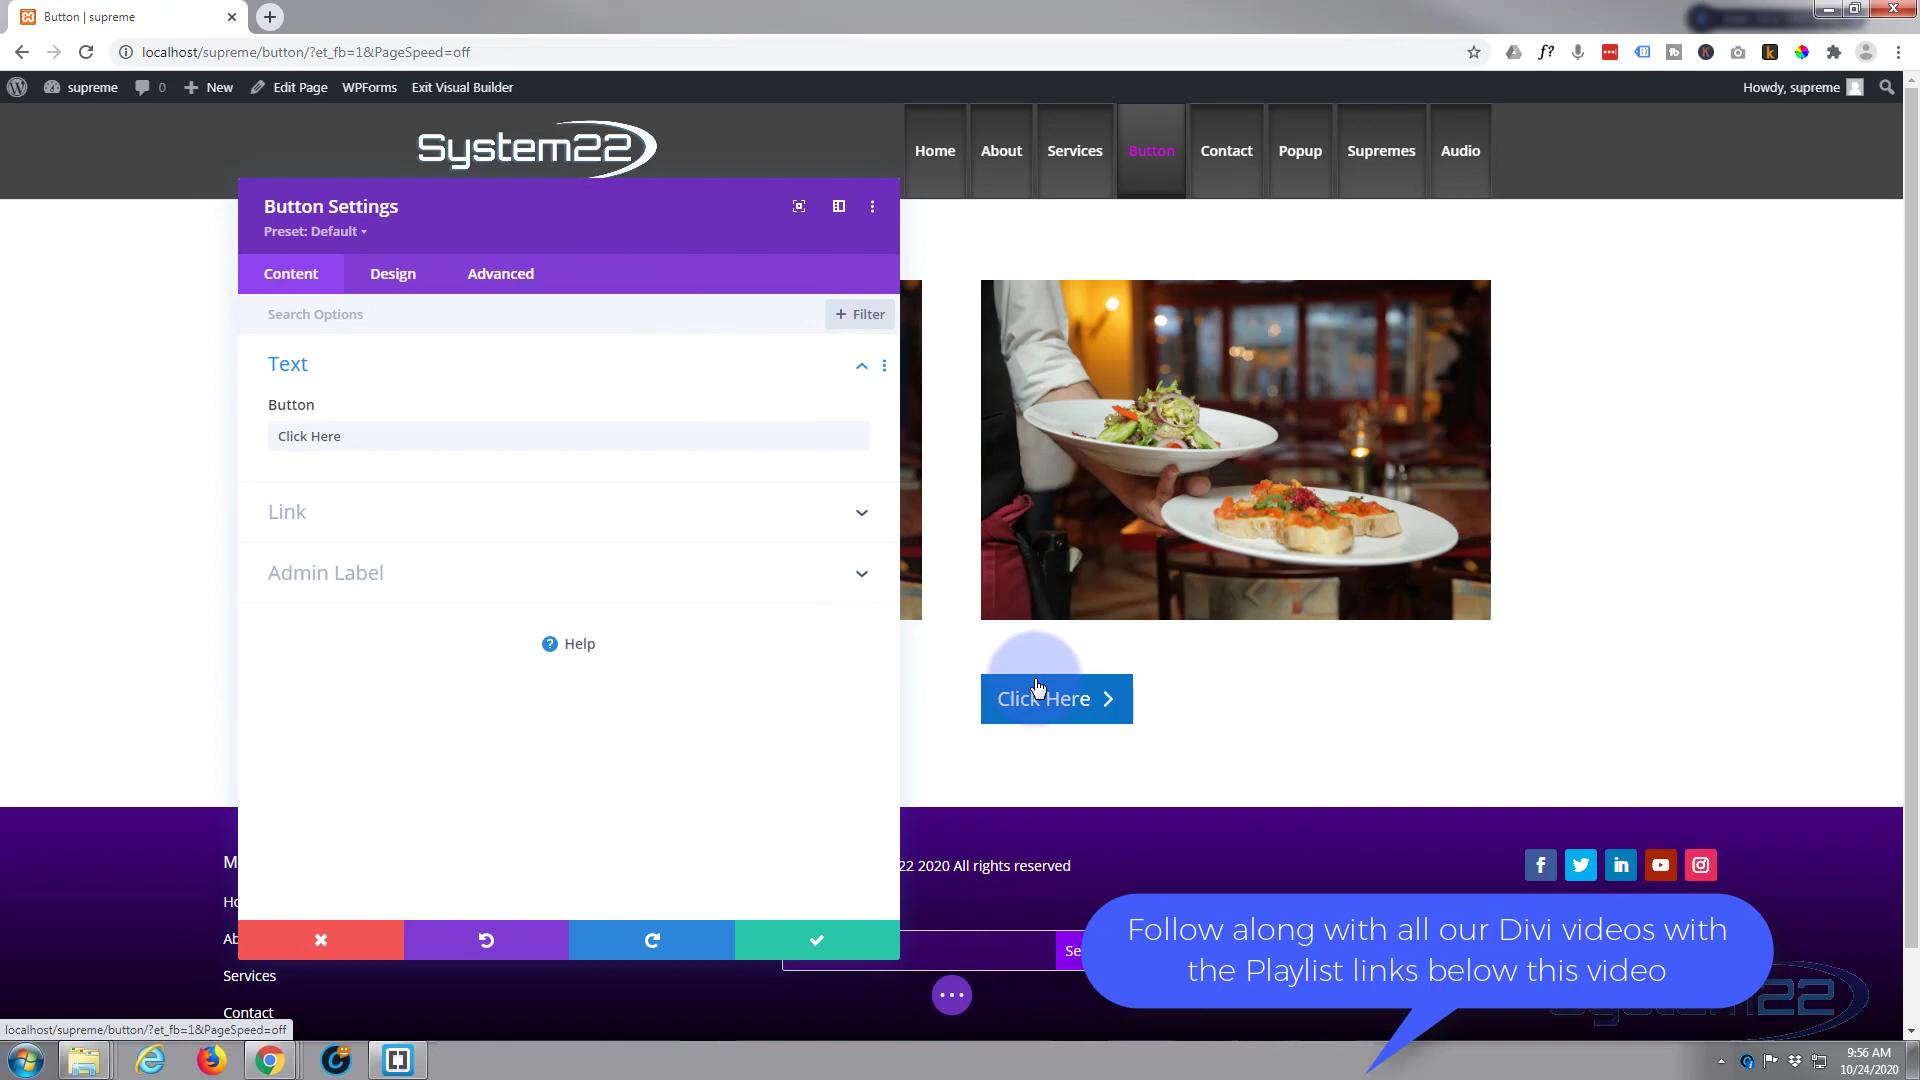 Button | supreme
localhost/supreme/button/?et_fb=1&PageSpeed=off
supreme 0 New Edit Page WPForms Exit Visual Builder Howdy, supreme
System22
Home About Services Button Contact Popup Supremes Audio
Button Settings
Preset: Default
Content Design Advanced
Search Options
Filter
Text
Button
Click Here
Link
Admin Label
Help
Click Here
22 2020 All rights reserved
Services
Contact
Follow along with all our Divi videos with
the Playlist links below this video
localhost/supreme/button/?et_fb=1&PageSpeed=off
9:56 AM
10/24/2020